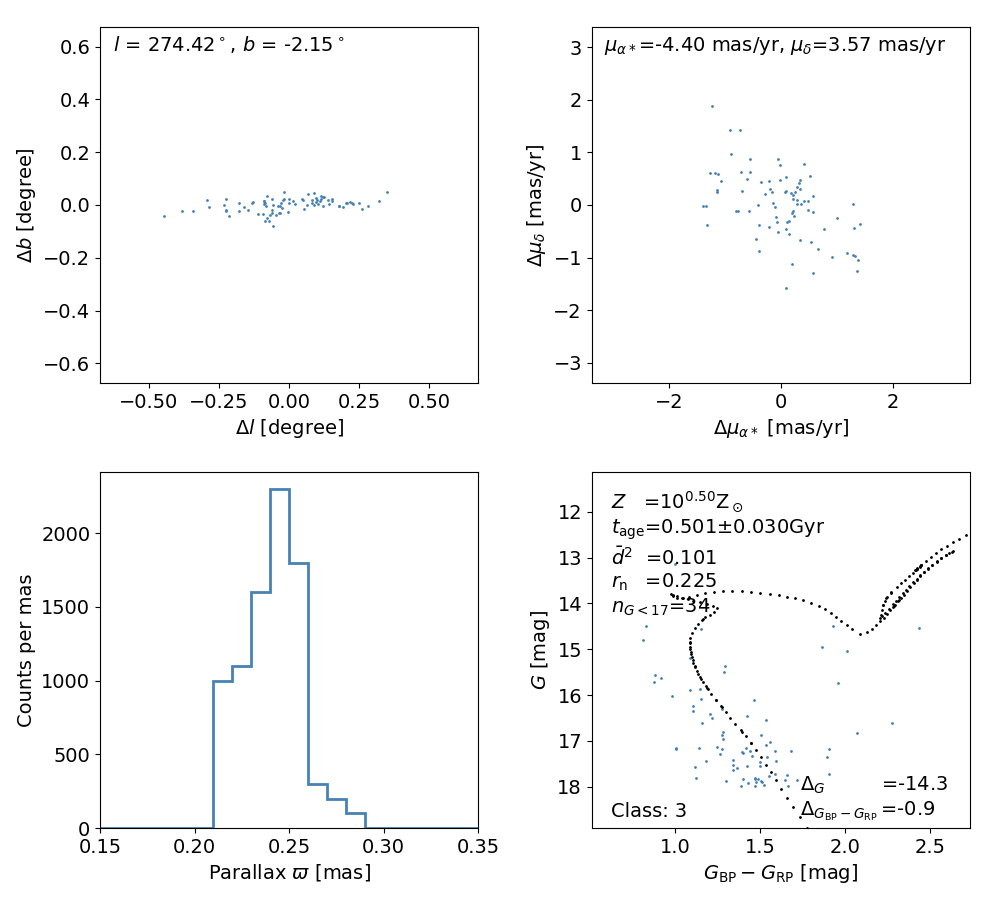 l = 274.42°, b = -2.15°
0.6
0.4
0.2
0.0
−0.2
−0.4
−0.6
Δb [degree]
−0.50 −0.25 0.00 0.25 0.50
Δl [degree]
μα*=-4.40 mas/yr, μδ=3.57 mas/yr
3
2
1
0
−1
−2
−3
Δμδ [mas/yr]
−2 0 2
Δμα* [mas/yr]
2000
1500
1000
500
0
Counts per mas
0.15 0.20 0.25 0.30 0.35
Parallax ϖ [mas]
Z =10^0.50 Z⊙
t_age=0.501±0.030Gyr
d̄² =0.101
r_n =0.225
n_G<17=34
12
13
14
15
16
17
18
G [mag]
Δ_G =-14.3
Δ_GBP−GRP =-0.9
Class: 3
1.0 1.5 2.0 2.5
G_BP − G_RP [mag]